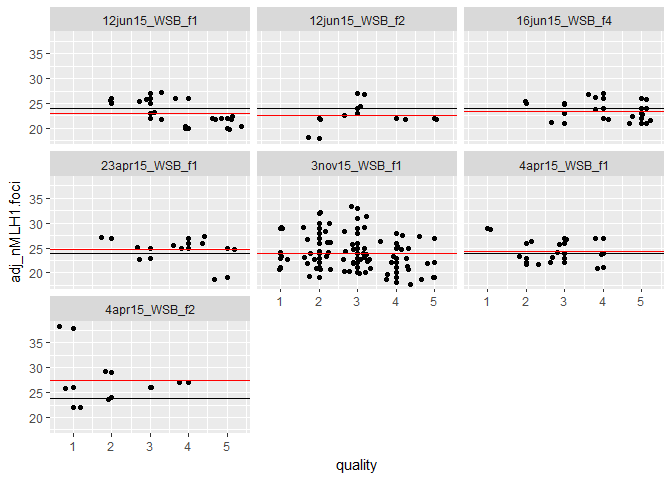 12jun15_WSB_f1 12jun15_WSB_f2 16jun15_WSB_f4
35
30
25
20
23apr15_WSB_f1 3nov15_WSB_f1 4apr15_WSB_f1
adj_nMLH1.foci
35
30
25
20
1 2 3 4 5 1 2 3 4 5
4apr15_WSB_f2
35
30
25
20
1 2 3 4 5
quality